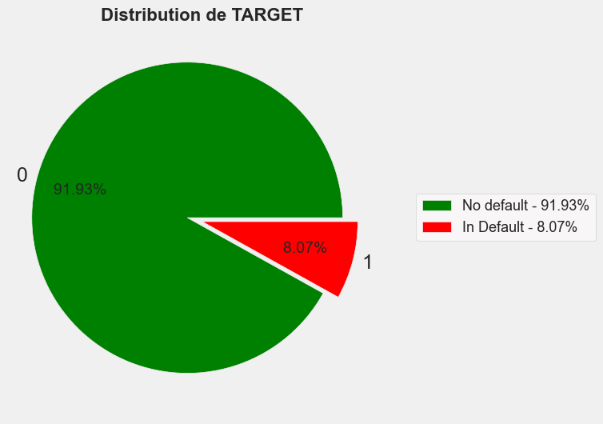 Distribution de TARGET
0
91.93%
No default - 91.93%
In Default - 8.07%
8.07%
1